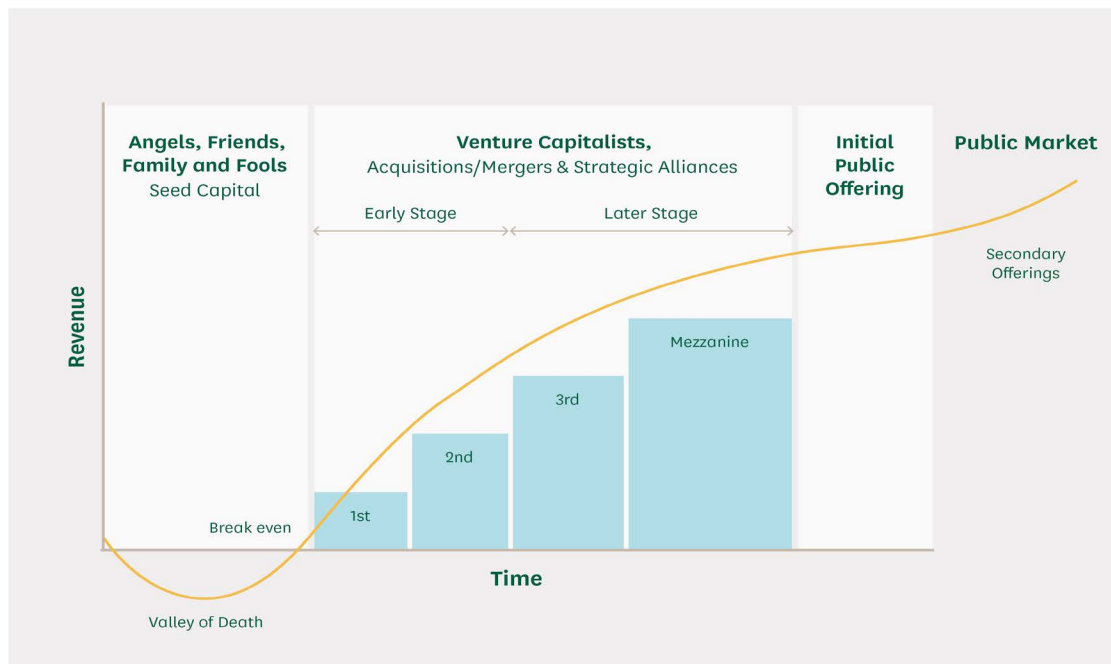 Angels, Friends,
Family and Fools
Seed Capital
Venture Capitalists,
Acquisitions/Mergers & Strategic Alliances
Early Stage
Later Stage
Initial
Public
Offering
Public Market
Secondary
Offerings
Revenue
Mezzanine
3rd
2nd
1st
Break even
Time
Valley of Death